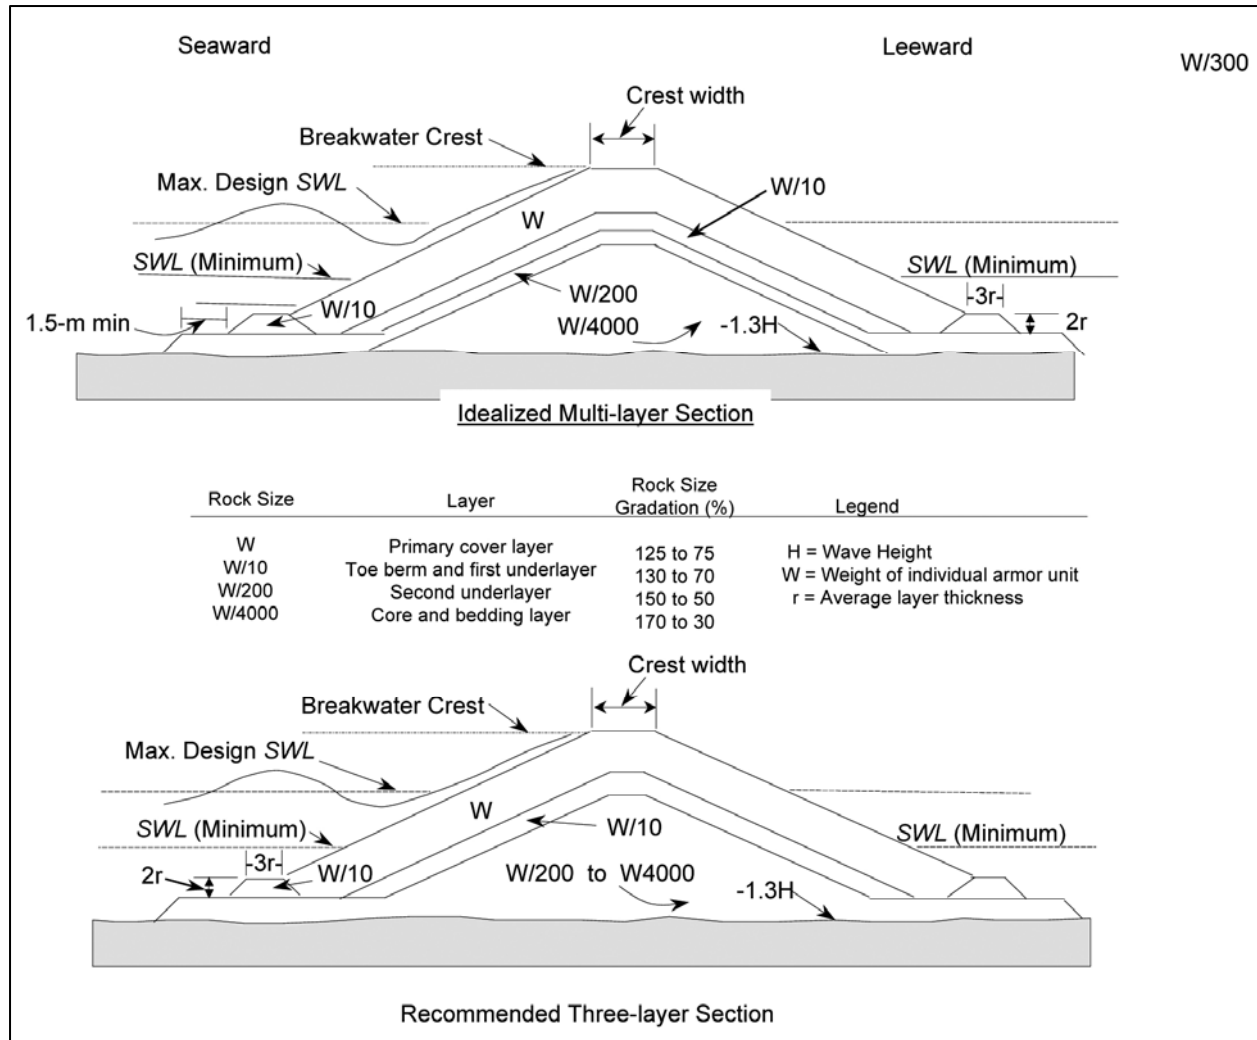 Seaward
Leeward
W/300
Crest width
Breakwater Crest
Max. Design SWL
W/10
W
SWL (Minimum)
SWL (Minimum)
-3r-
W/10
W/200
1.5-m min
W/4000
-1.3H
2r
Idealized Multi-layer Section
Rock Size Layer Rock Size Gradation (%) Legend
W Primary cover layer 125 to 75 H = Wave Height
W/10 Toe berm and first underlayer 130 to 70 W = Weight of individual armor unit
W/200 Second underlayer 150 to 50 r = Average layer thickness
W/4000 Core and bedding layer 170 to 30
Crest width
Breakwater Crest
Max. Design SWL
W
W/10
SWL (Minimum)
SWL (Minimum)
-3r-
2r
W/10
W/200 to W4000
-1.3H
Recommended Three-layer Section